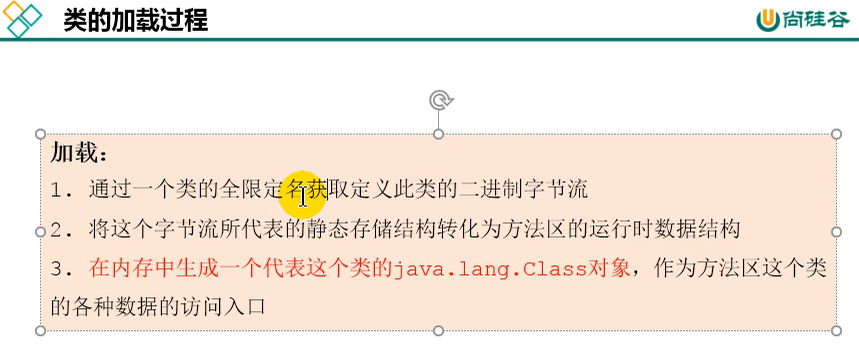 类的加载过程
尚硅谷
加载：
1. 通过一个类的全限定名获取定义此类的二进制字节流
2. 将这个字节流所代表的静态存储结构转化为方法区的运行时数据结构
3. 在内存中生成一个代表这个类的java.lang.Class对象，作为方法区这个类
的各种数据的访问入口